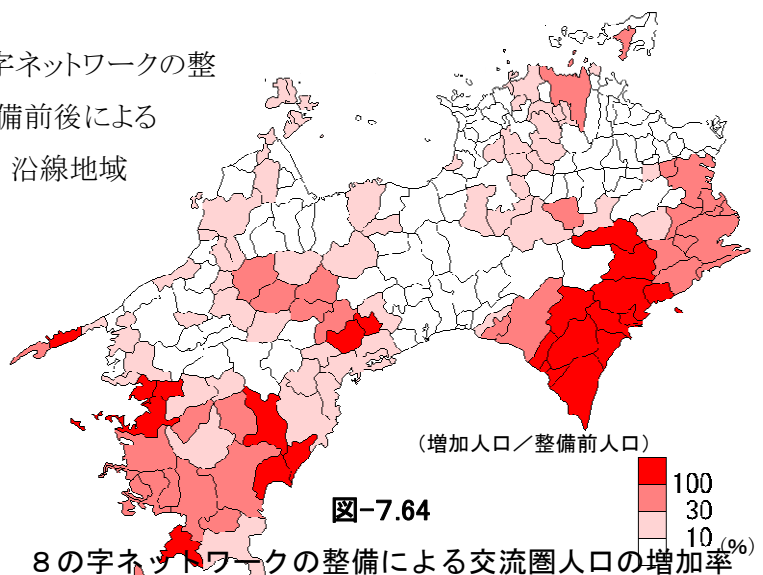 字ネットワークの整
備前後による
沿線地域
(増加人口／整備前人口)
100
30
10
(%)
図-7.64
８の字ネットワークの整備による交流圏人口の増加率